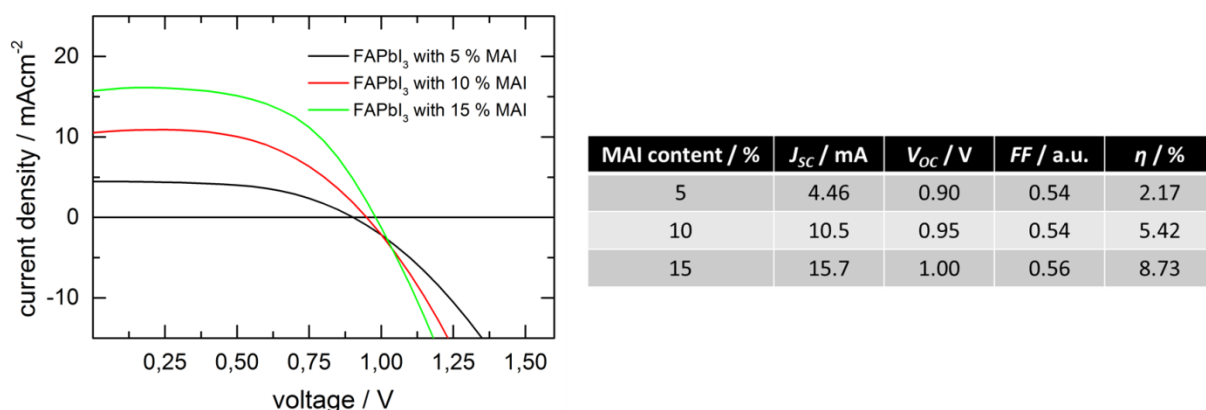 20
10
0
-10
current density / mAcm⁻²
0,25 0,50 0,75 1,00 1,25 1,50
voltage / V
FAPbI₃ with 5 % MAI
FAPbI₃ with 10 % MAI
FAPbI₃ with 15 % MAI
MAI content / % J_SC / mA V_OC / V FF / a.u. η / %
5 4.46 0.90 0.54 2.17
10 10.5 0.95 0.54 5.42
15 15.7 1.00 0.56 8.73